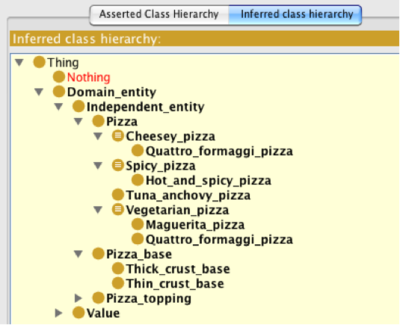 Asserted Class Hierarchy Inferred class hierarchy
Inferred class hierarchy:
Thing
Nothing
Domain_entity
Independent_entity
Pizza
Cheesey_pizza
Quattro_formaggi_pizza
Spicy_pizza
Hot_and_spicy_pizza
Tuna_anchovy_pizza
Vegetarian_pizza
Maguerita_pizza
Quattro_formaggi_pizza
Pizza_base
Thick_crust_base
Thin_crust_base
Pizza_topping
Value